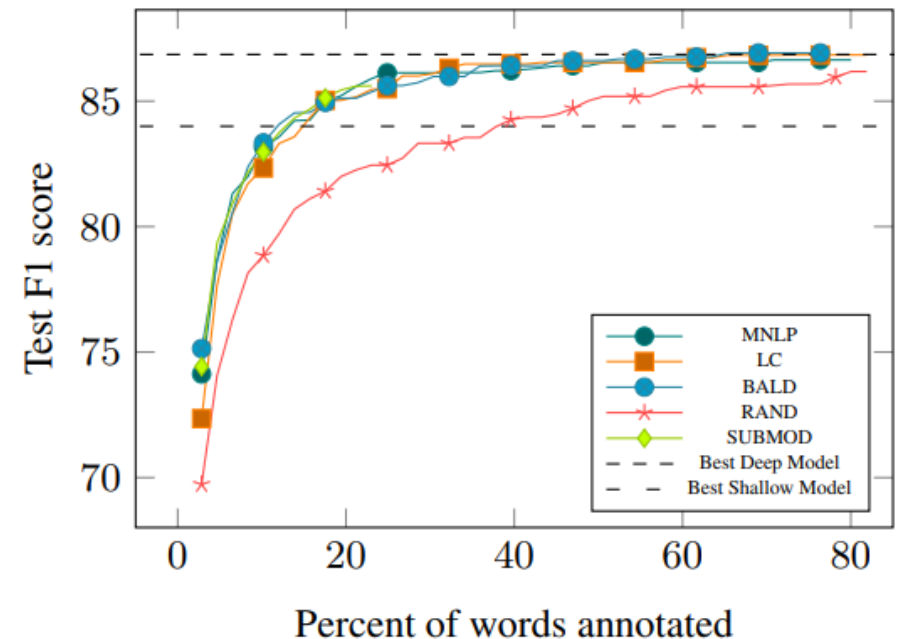 85
80
75
70
Test F1 score
MNLP
LC
BALD
RAND
SUBMOD
Best Deep Model
Best Shallow Model
0 20 40 60 80
Percent of words annotated